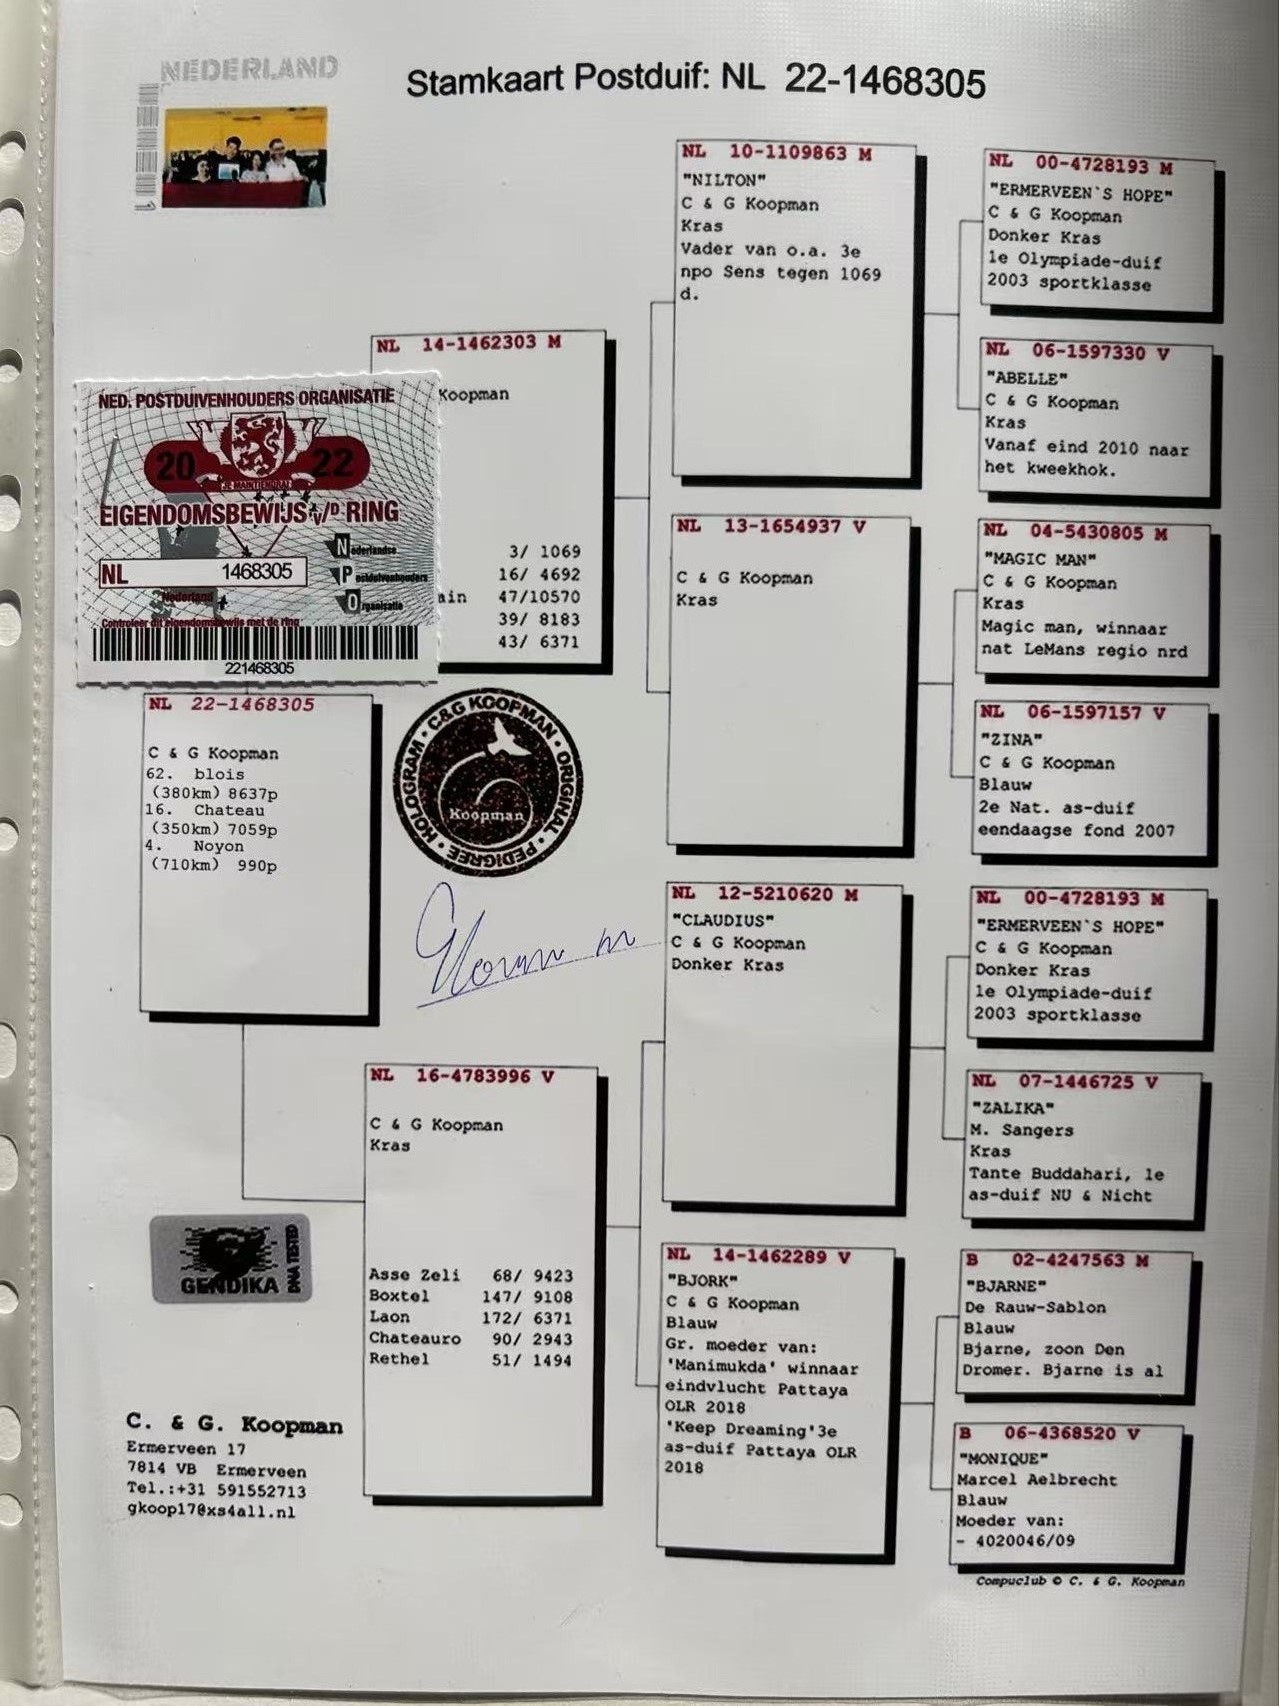 NEDERLAND
1
Stamkaart Postduif: NL 22-1468305
NED. POSTDUIVENHOUDERS ORGANISATIE
20 22
JE MAINTIENDRAI
EIGENDOMSBEWIJS v/D RING
NL 1468305
Nederlandse
Postduivenhouders
Organisatie
Nederland
Controleer dit eigendomsbewijs met de ring
221468305
NL 22-1468305
C & G Koopman
62. blois
(380km) 8637p
16. Chateau
(350km) 7059p
4. Noyon
(710km) 990p
NL 14-1462303 M
Koopman
3/ 1069
16/ 4692
ain 47/10570
39/ 8183
43/ 6371
HOLOGRAM · C&G KOOPMAN · ORIGINAL · PEDIGREE
Koopman
NL 16-4783996 V
C & G Koopman
Kras
Asse Zeli 68/ 9423
Boxtel 147/ 9108
Laon 172/ 6371
Chateauro 90/ 2943
Rethel 51/ 1494
NL 10-1109863 M
"NILTON"
C & G Koopman
Kras
Vader van o.a. 3e
npo Sens tegen 1069
d.
NL 13-1654937 V
C & G Koopman
Kras
NL 12-5210620 M
"CLAUDIUS"
C & G Koopman
Donker Kras
NL 14-1462289 V
"BJORK"
C & G Koopman
Blauw
Gr. moeder van:
'Manimukda' winnaar
eindvlucht Pattaya
OLR 2018
'Keep Dreaming'3e
as-duif Pattaya OLR
2018
NL 00-4728193 M
"ERMERVEEN`S HOPE"
C & G Koopman
Donker Kras
1e Olympiade-duif
2003 sportklasse
NL 06-1597330 V
"ABELLE"
C & G Koopman
Kras
Vanaf eind 2010 naar
het kweekhok.
NL 04-5430805 M
"MAGIC MAN"
C & G Koopman
Kras
Magic man, winnaar
nat LeMans regio nrd
NL 06-1597157 V
"ZINA"
C & G Koopman
Blauw
2e Nat. as-duif
eendaagse fond 2007
NL 00-4728193 M
"ERMERVEEN`S HOPE"
C & G Koopman
Donker Kras
1e Olympiade-duif
2003 sportklasse
NL 07-1446725 V
"ZALIKA"
M. Sangers
Kras
Tante Buddahari, 1e
as-duif NU & Nicht
B 02-4247563 M
"BJARNE"
De Rauw-Sablon
Blauw
Bjarne, zoon Den
Dromer. Bjarne is al
B 06-4368520 V
"MONIQUE"
Marcel Aelbrecht
Blauw
Moeder van:
- 4020046/09
GENDIKA
DNA TESTED
C. & G. Koopman
Ermerveen 17
7814 VB Ermerveen
Tel.:+31 591552713
gkoop17@xs4all.nl
Compuclub © C. & G. Koopman